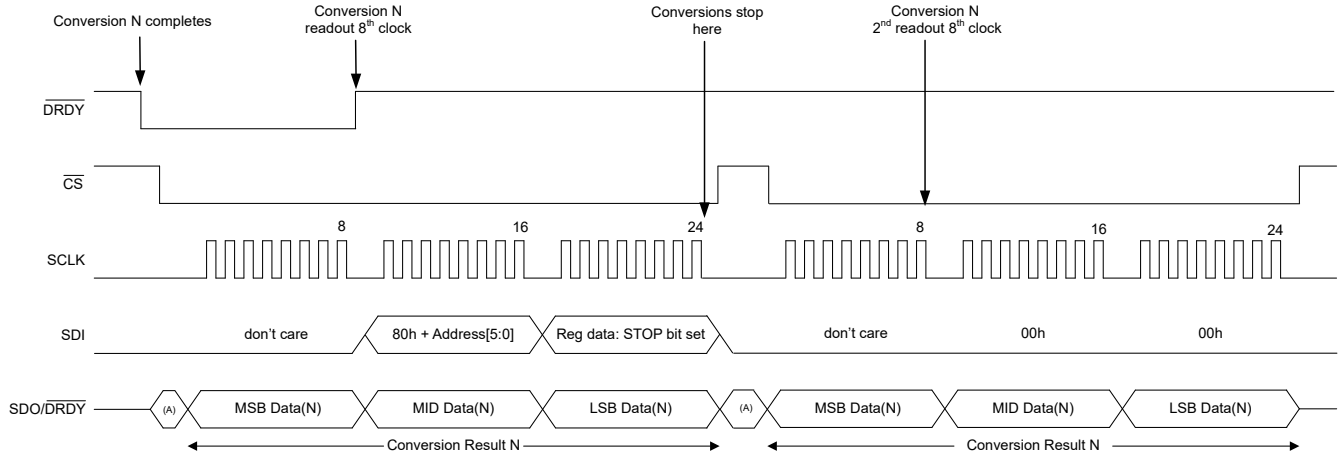 Conversion N completes
Conversion N
readout 8th clock
Conversions stop
here
Conversion N
2nd readout 8th clock
DRDY
CS
8 16 24 8 16 24
SCLK
SDI don't care 80h + Address[5:0] Reg data: STOP bit set don't care 00h 00h
SDO/DRDY (A) MSB Data(N) MID Data(N) LSB Data(N) (A) MSB Data(N) MID Data(N) LSB Data(N)
Conversion Result N Conversion Result N